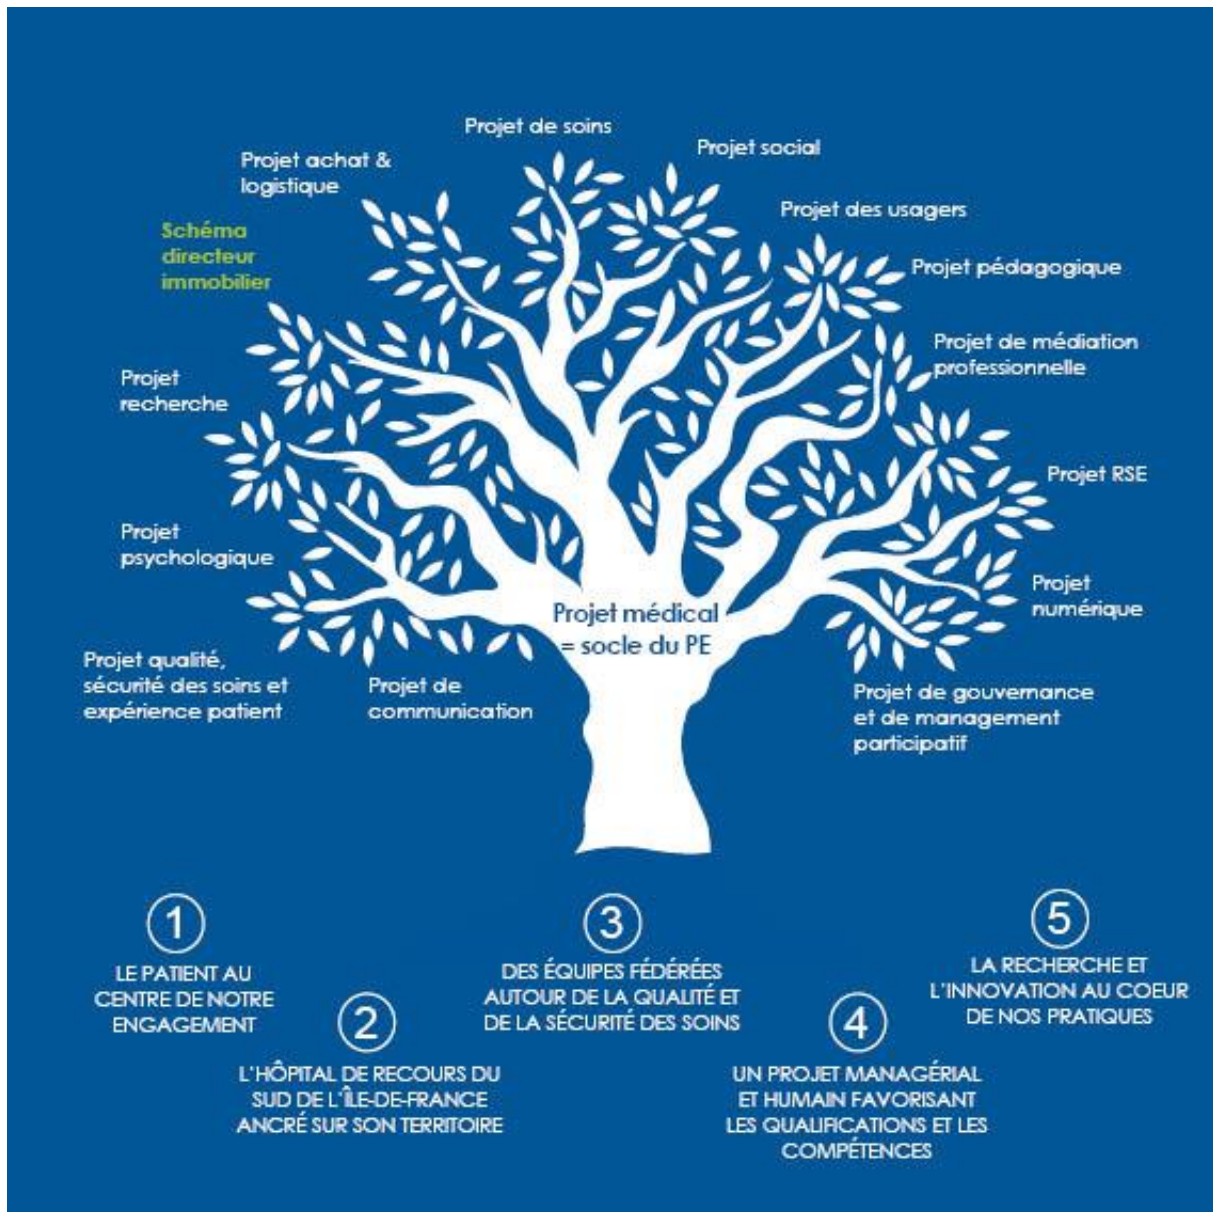 Projet de soins
Projet social
Projet achat &
logistique
Projet des usagers
Schéma
directeur
immobilier
Projet pédagogique
Projet de médiation
professionnelle
Projet
recherche
Projet RSE
Projet
psychologique
Projet
numérique
Projet médical
= socle du PE
Projet qualité,
sécurité des soins et
expérience patient
Projet de
communication
Projet de gouvernance
et de management
participatif
1
LE PATIENT AU
CENTRE DE NOTRE
ENGAGEMENT
2
L'HÔPITAL DE RECOURS DU
SUD DE L'ÎLE-DE-FRANCE
ANCRÉ SUR SON TERRITOIRE
3
DES ÉQUIPES FÉDÉRÉES
AUTOUR DE LA QUALITÉ ET
DE LA SÉCURITÉ DES SOINS
4
UN PROJET MANAGÉRIAL
ET HUMAIN FAVORISANT
LES QUALIFICATIONS ET LES
COMPÉTENCES
5
LA RECHERCHE ET
L'INNOVATION AU COEUR
DE NOS PRATIQUES